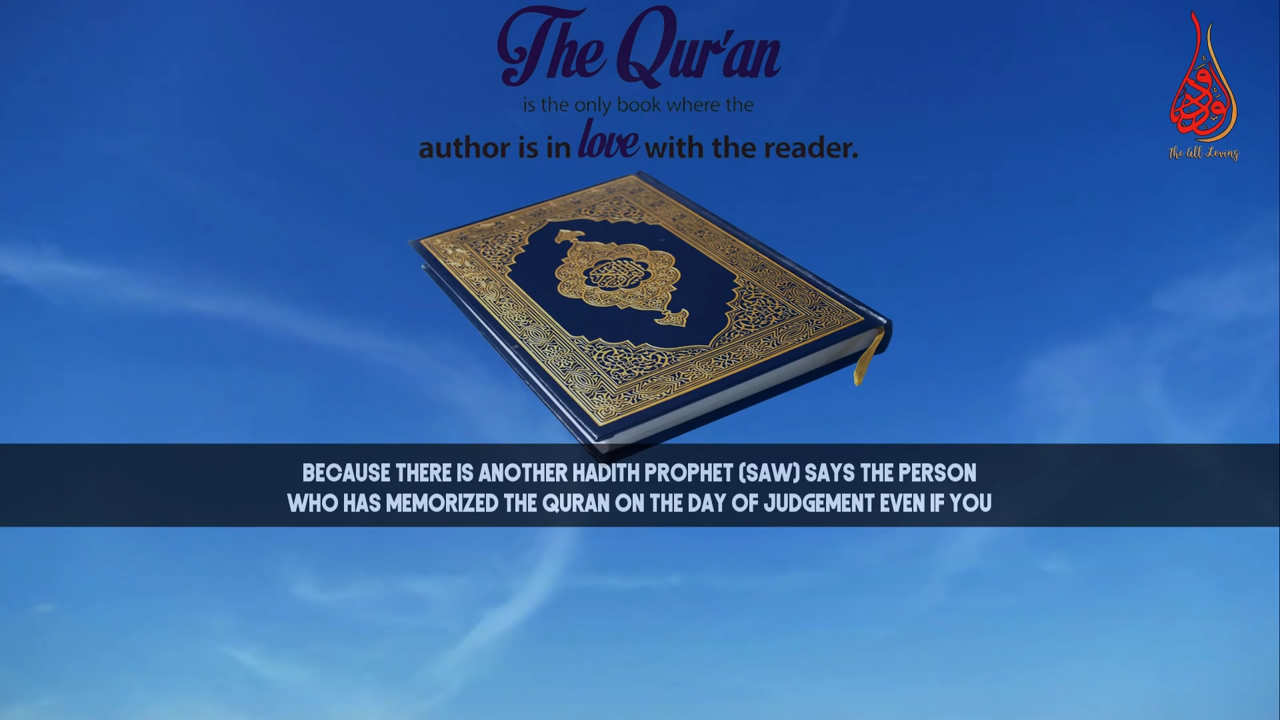 The Qur'an
is the only book where the
author is in love with the reader.
الودود
The All Loving
BECAUSE THERE IS ANOTHER HADITH PROPHET (SAW) SAYS THE PERSON
WHO HAS MEMORIZED THE QURAN ON THE DAY OF JUDGEMENT EVEN IF YOU